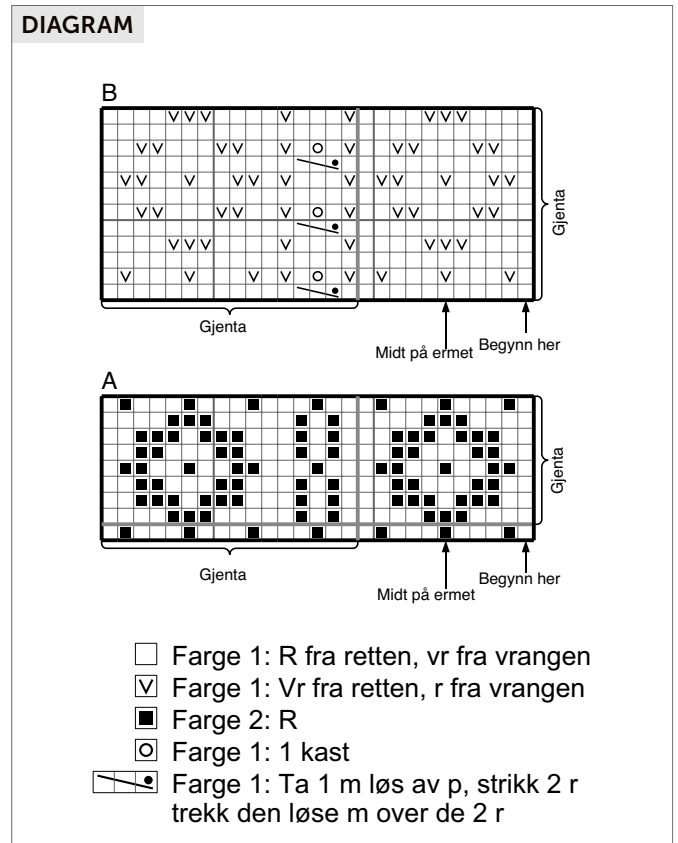 DIAGRAM
B
Gjenta
Gjenta
Midt på ermet
Begynn her
A
Gjenta
Gjenta
Midt på ermet
Begynn her
Farge 1: R fra retten, vr fra vrangen
Farge 1: Vr fra retten, r fra vrangen
Farge 2: R
Farge 1: 1 kast
Farge 1: Ta 1 m løs av p, strikk 2 r
trekk den løse m over de 2 r